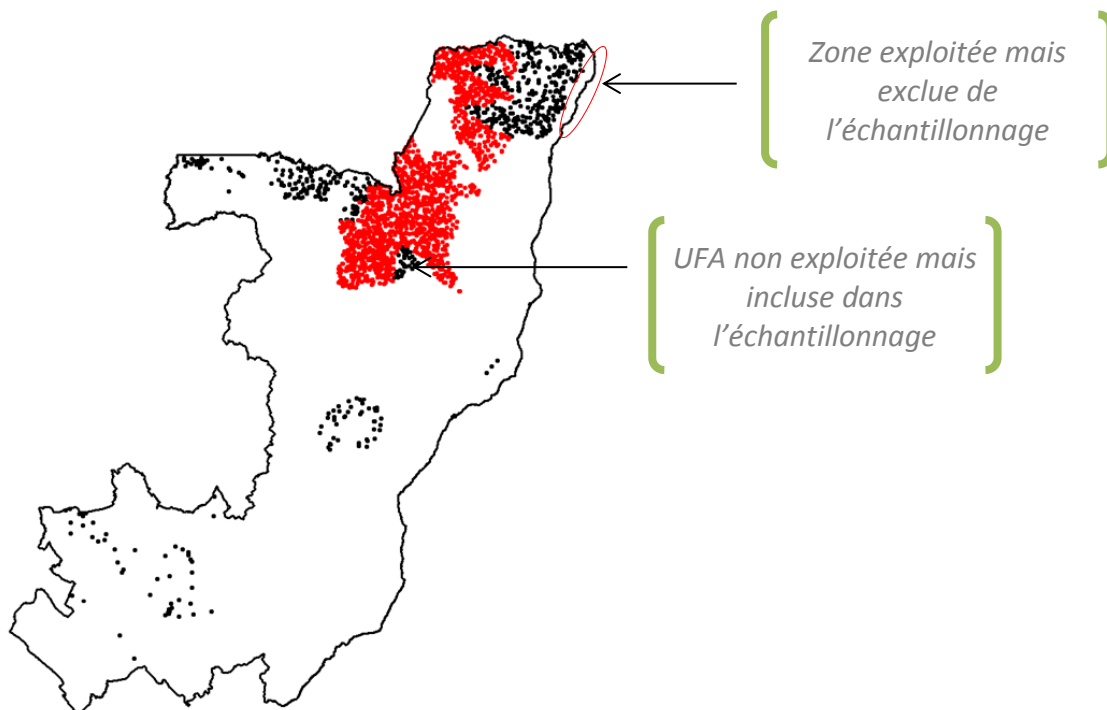 Zone exploitée mais
exclue de
l’échantillonnage
UFA non exploitée mais
incluse dans
l’échantillonnage